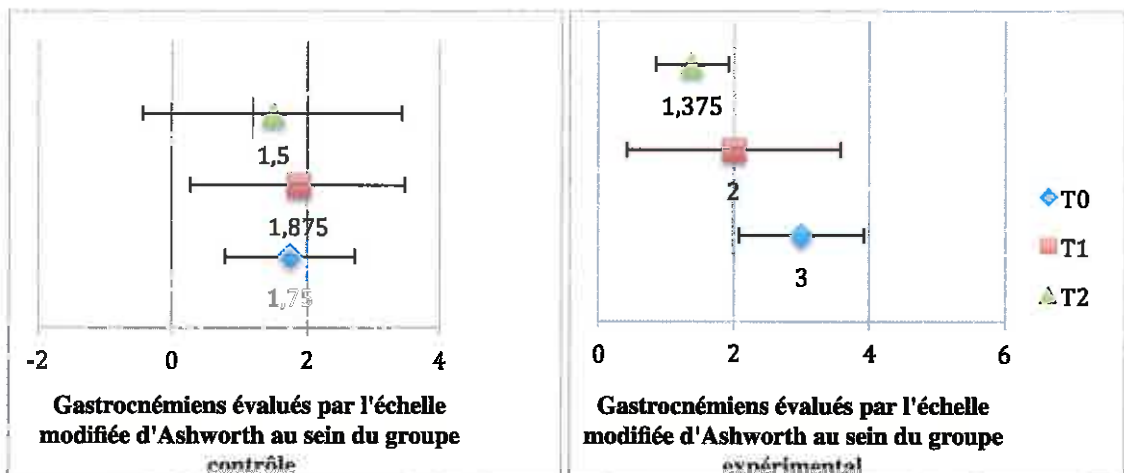 1,5
1,875
1,75
-2 0 2 4
Gastrocnémiens évalués par l'échelle
modifiée d'Ashworth au sein du groupe
contrôle
1,375
2
3
0 2 4 6
Gastrocnémiens évalués par l'échelle
modifiée d'Ashworth au sein du groupe
expérimental
T0
T1
T2